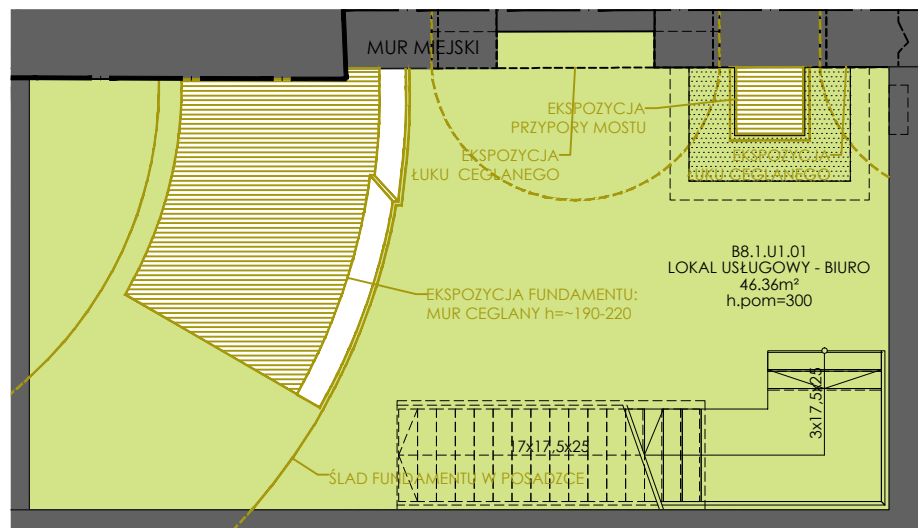 MUR MIEJSKI
EKSPOZYCJA
PRZYPORY MOSTU
EKSPOZYCJA
ŁUKU CEGLANEGO
EKSPOZYCJA
ŁUKU CEGLANEGO
B8.1.U1.01
LOKAL USŁUGOWY - BIURO
46.36m²
h.pom=300
EKSPOZYCJA FUNDAMENTU:
MUR CEGLANY h=~190-220
3x17,5x25
17x17,5x25
ŚLAD FUNDAMENTU W POSADZCE